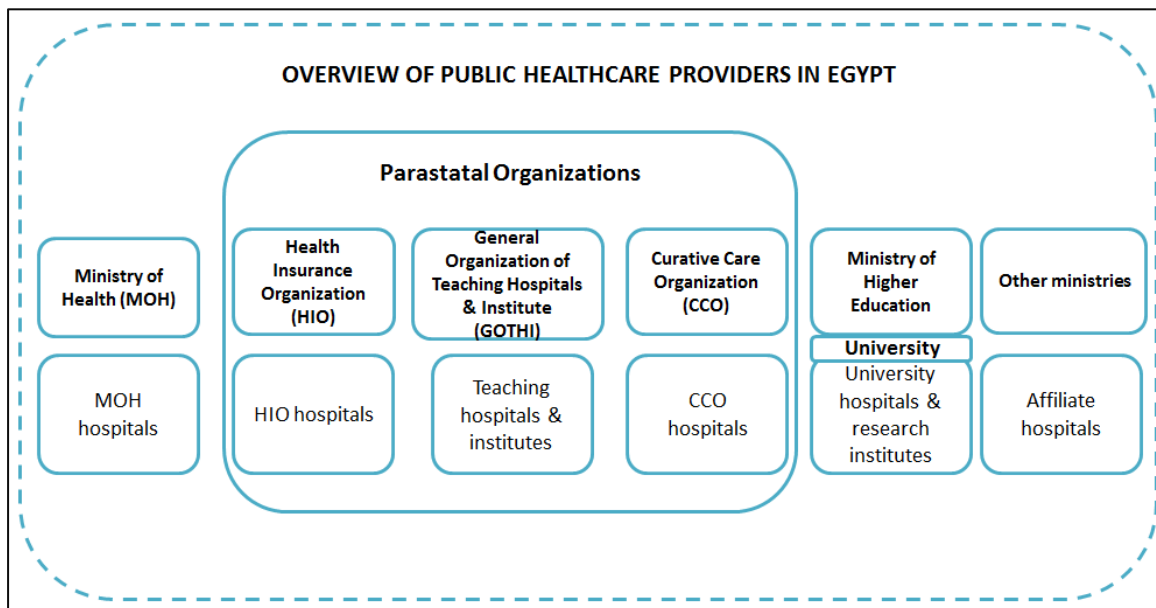 OVERVIEW OF PUBLIC HEALTHCARE PROVIDERS IN EGYPT
Parastatal Organizations
Ministry of
Health (MOH)
Health
Insurance
Organization
(HIO)
General
Organization of
Teaching Hospitals
& Institute
(GOTHI)
Curative Care
Organization
(CCO)
Ministry of
Higher
Education
Other ministries
University
MOH
hospitals
HIO hospitals
Teaching
hospitals &
institutes
CCO
hospitals
University
hospitals &
research
institutes
Affiliate
hospitals